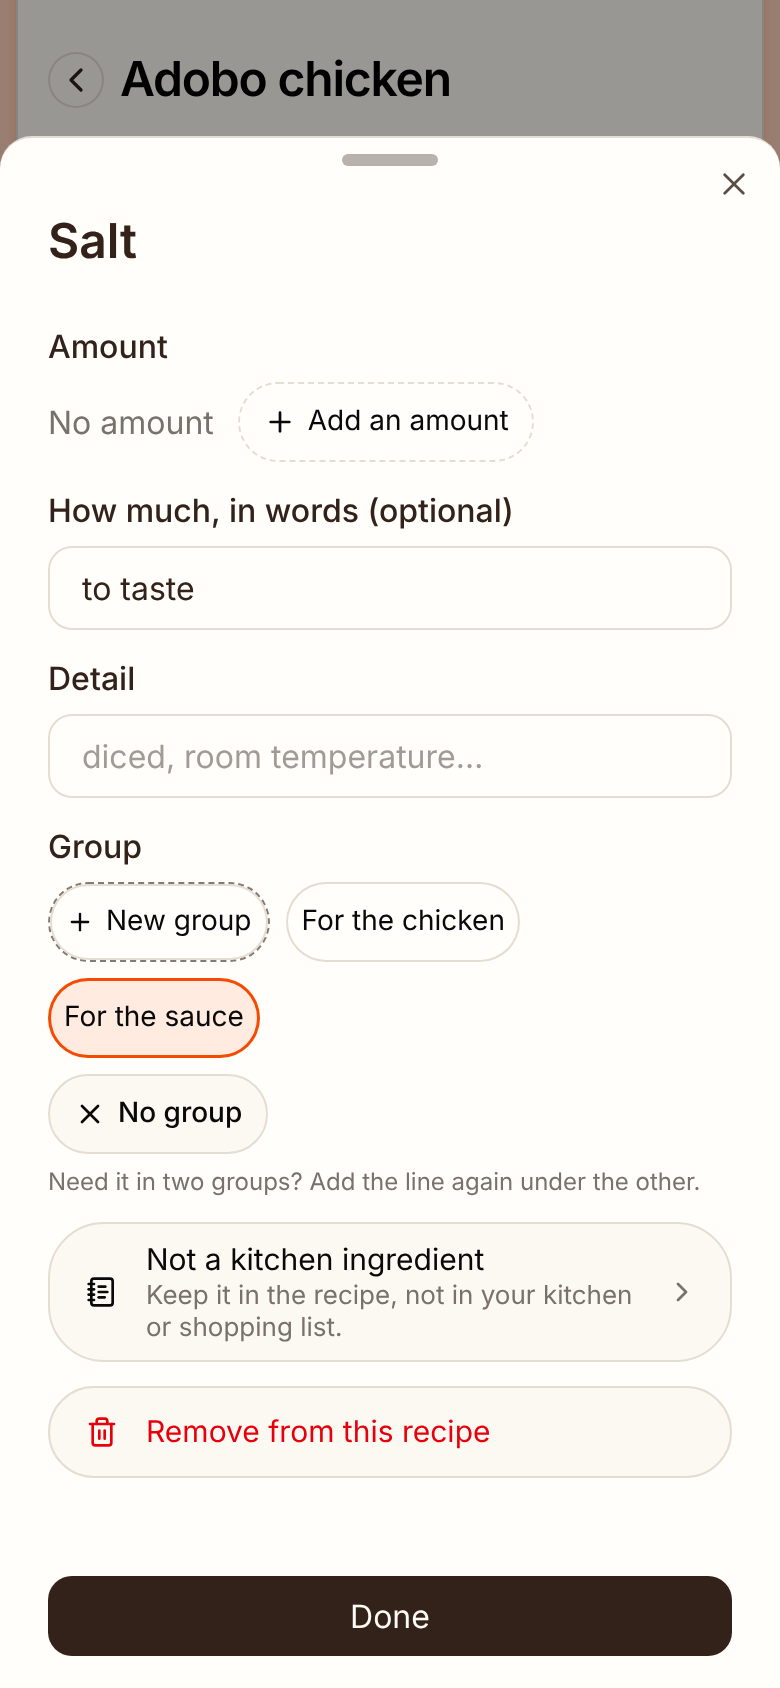 Adobo chicken
Salt
Amount
No amount
Add an amount
How much, in words (optional)
to taste
Detail
diced, room temperature...
Group
New group
For the chicken
For the sauce
No group
Need it in two groups? Add the line again under the other.
Not a kitchen ingredient
Keep it in the recipe, not in your kitchen
or shopping list.
Remove from this recipe
Done